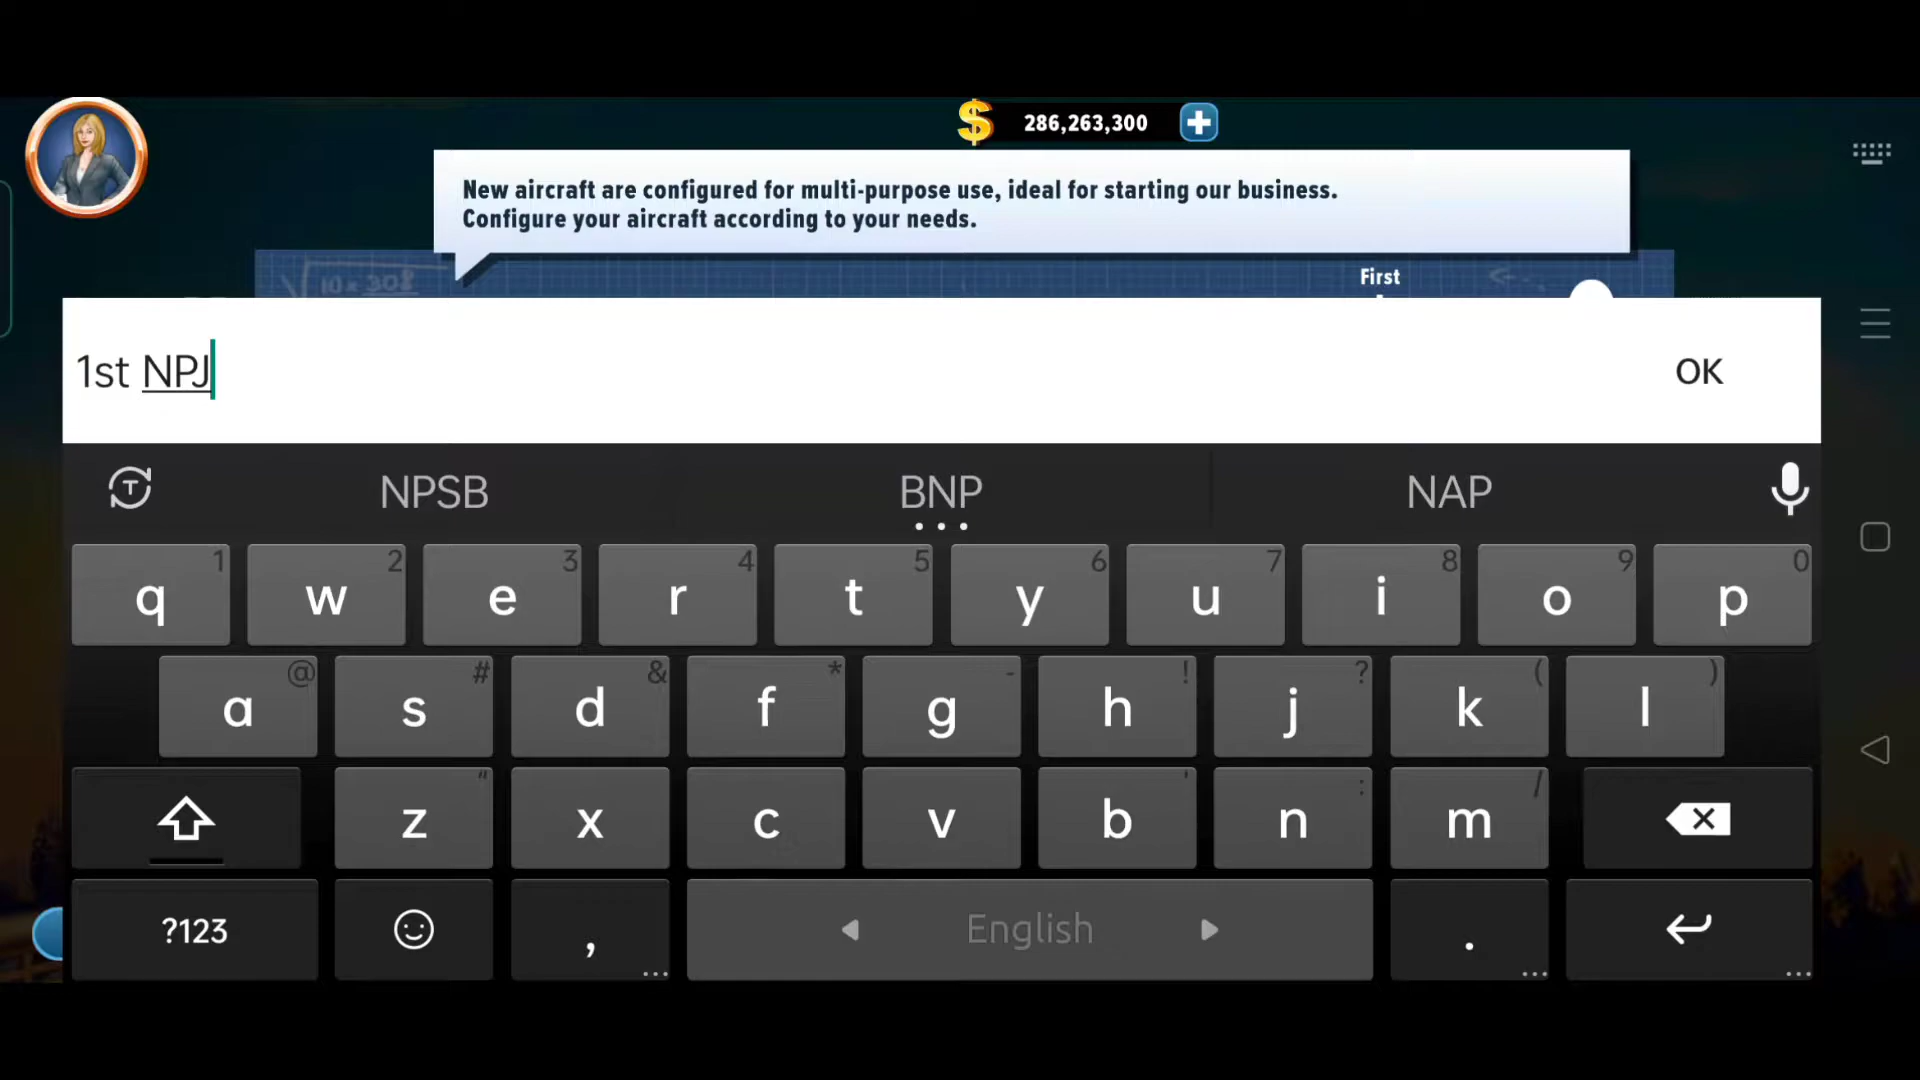 $ 286,263,300
New aircraft are configured for multi-purpose use, ideal for starting our business.
Configure your aircraft according to your needs.
10 x 308
First
1st NPJ
OK
T
NPSB
BNP
NAP
q 1 w 2 e 3 r 4 t 5 y 6 u 7 i 8 o 9 p 0
a @ s # d & f * g - h ! j ? k ( l )
z " x c v b ' n : m /
?123 , English .